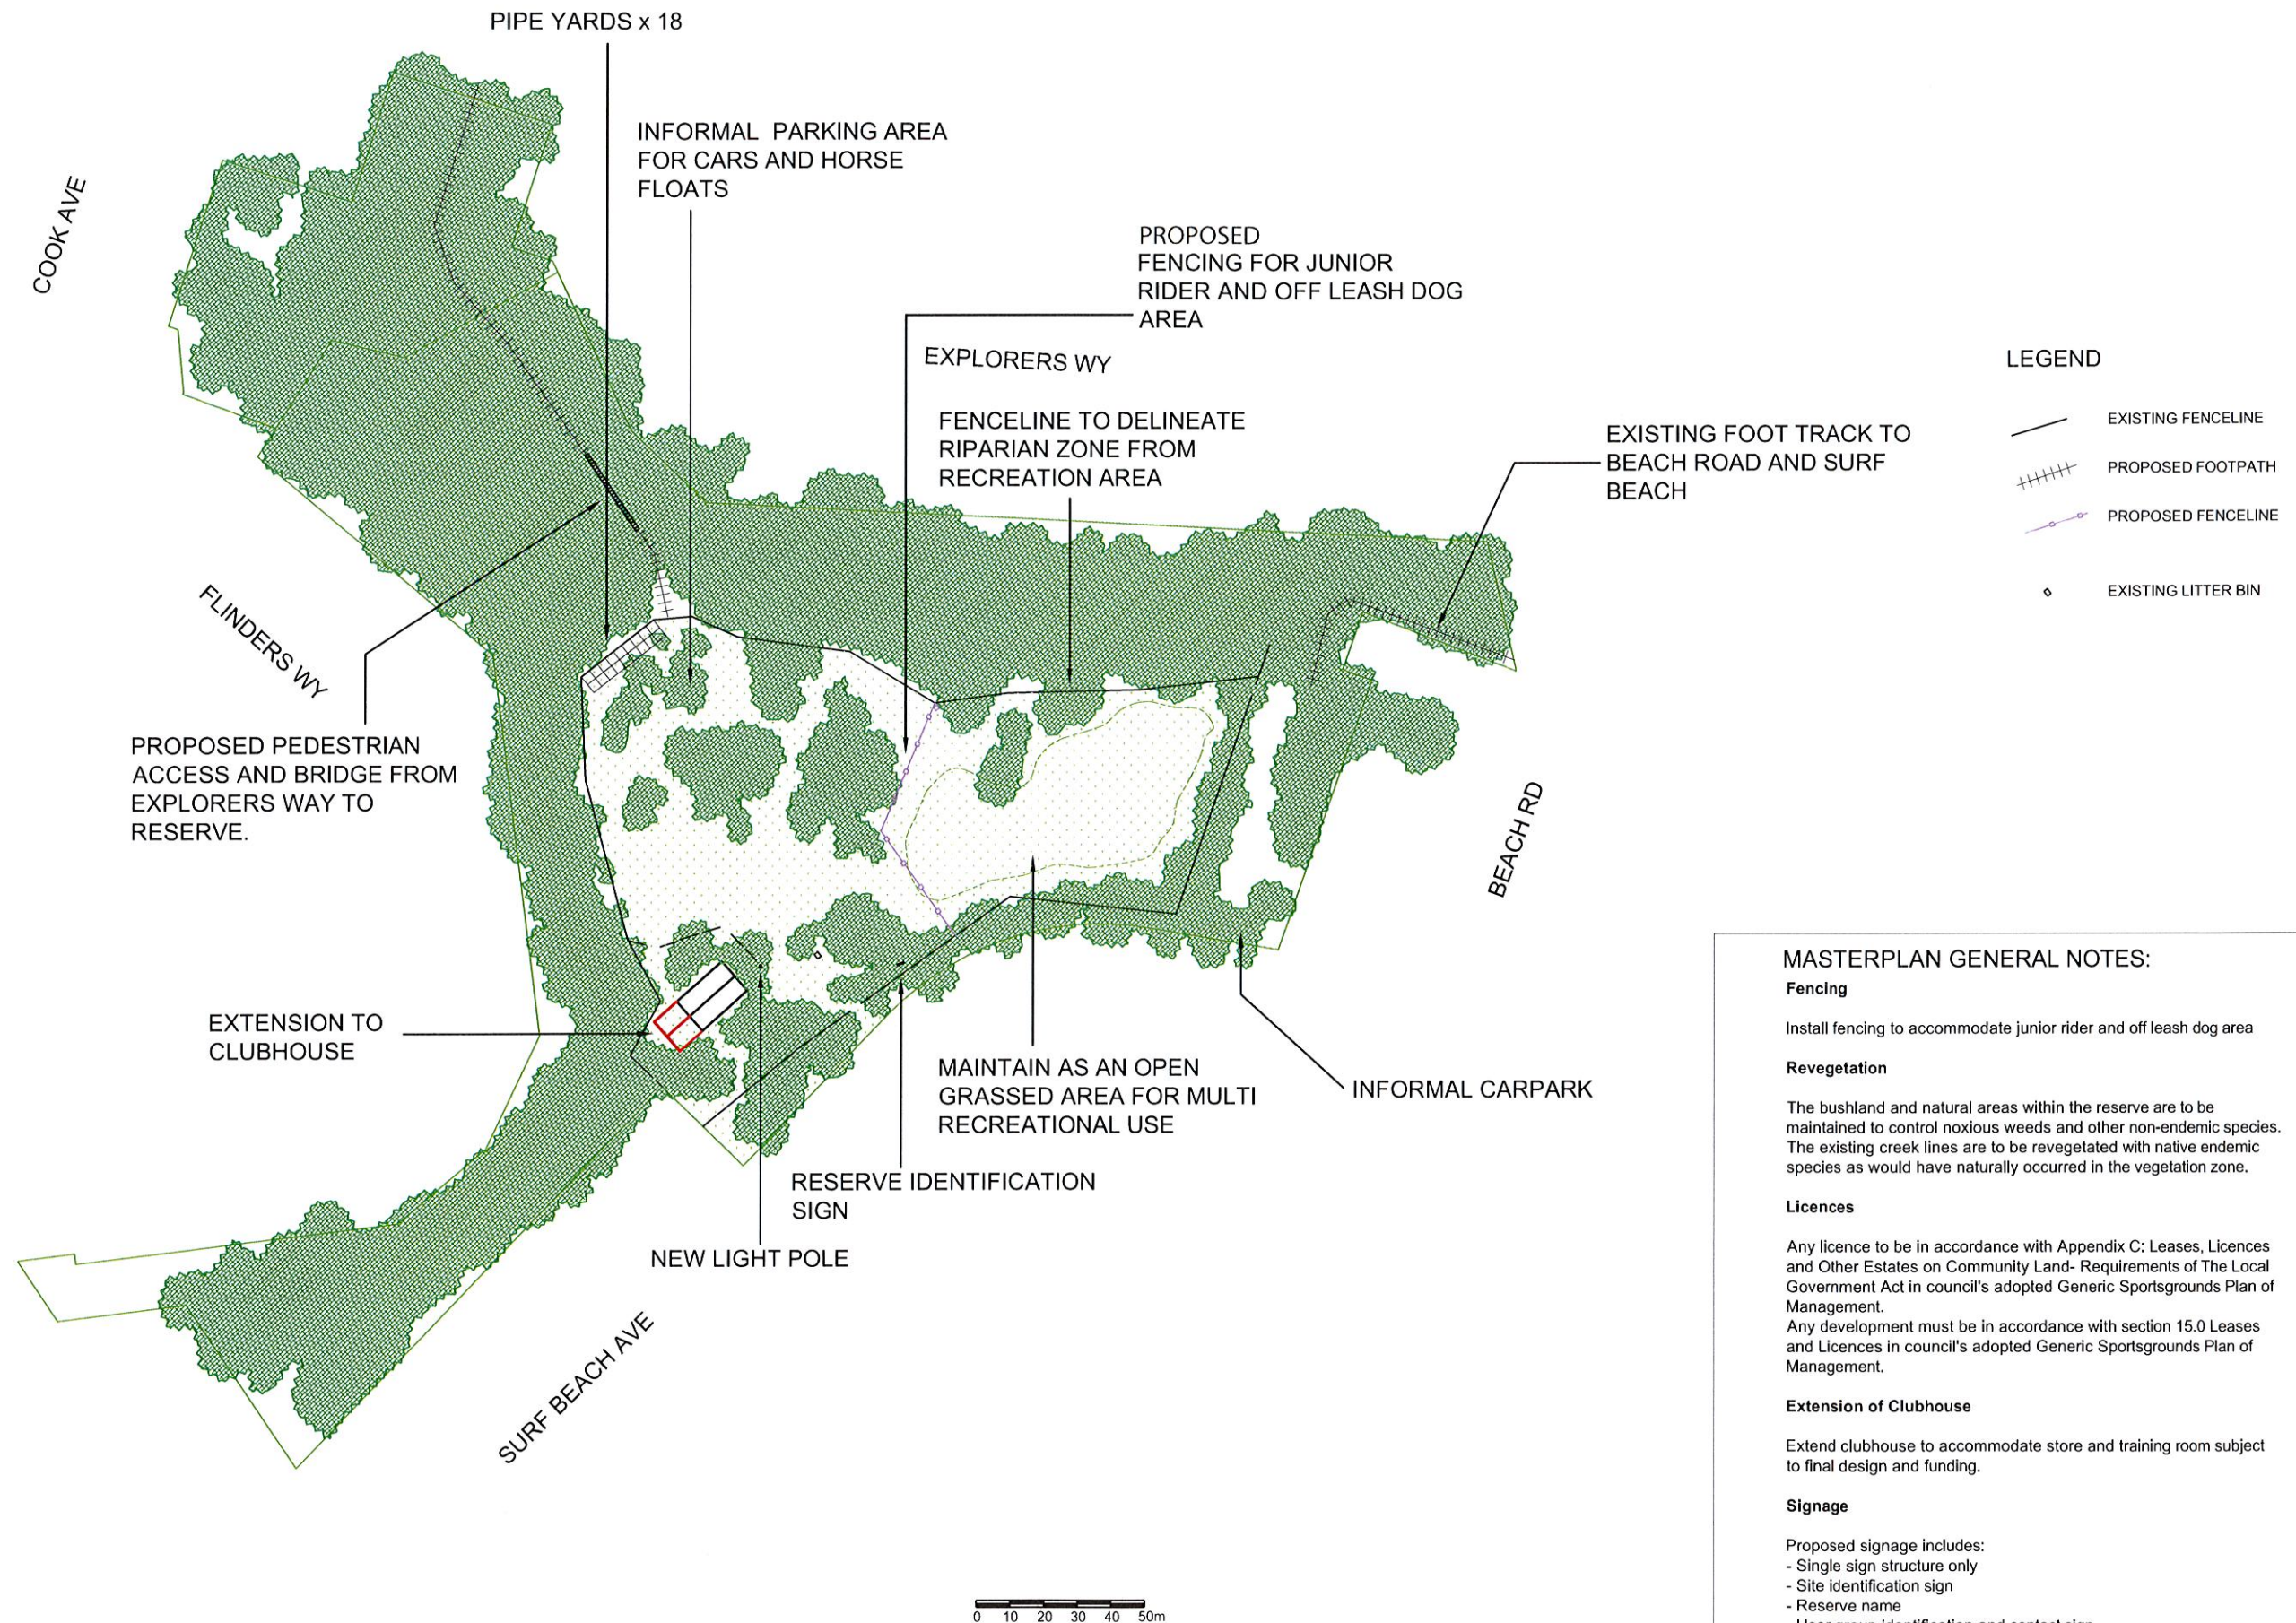 PIPE YARDS x 18
INFORMAL PARKING AREA
FOR CARS AND HORSE
FLOATS
COOK AVE
PROPOSED
FENCING FOR JUNIOR
RIDER AND OFF LEASH DOG
AREA
EXPLORERS WY
FENCELINE TO DELINEATE
RIPARIAN ZONE FROM
RECREATION AREA
EXISTING FOOT TRACK TO
BEACH ROAD AND SURF
BEACH
LEGEND
EXISTING FENCELINE
PROPOSED FOOTPATH
PROPOSED FENCELINE
EXISTING LITTER BIN
FLINDERS WY
PROPOSED PEDESTRIAN
ACCESS AND BRIDGE FROM
EXPLORERS WAY TO
RESERVE.
BEACH RD
EXTENSION TO
CLUBHOUSE
MAINTAIN AS AN OPEN
GRASSED AREA FOR MULTI
RECREATIONAL USE
INFORMAL CARPARK
RESERVE IDENTIFICATION
SIGN
NEW LIGHT POLE
SURF BEACH AVE
0 10 20 30 40 50m
MASTERPLAN GENERAL NOTES:
Fencing
Install fencing to accommodate junior rider and off leash dog area
Revegetation
The bushland and natural areas within the reserve are to be
maintained to control noxious weeds and other non-endemic species.
The existing creek lines are to be revegetated with native endemic
species as would have naturally occurred in the vegetation zone.
Licences
Any licence to be in accordance with Appendix C: Leases, Licences
and Other Estates on Community Land- Requirements of The Local
Government Act in council's adopted Generic Sportsgrounds Plan of
Management.
Any development must be in accordance with section 15.0 Leases
and Licences in council's adopted Generic Sportsgrounds Plan of
Management.
Extension of Clubhouse
Extend clubhouse to accommodate store and training room subject
to final design and funding.
Signage
Proposed signage includes:
- Single sign structure only
- Site identification sign
- Reserve name